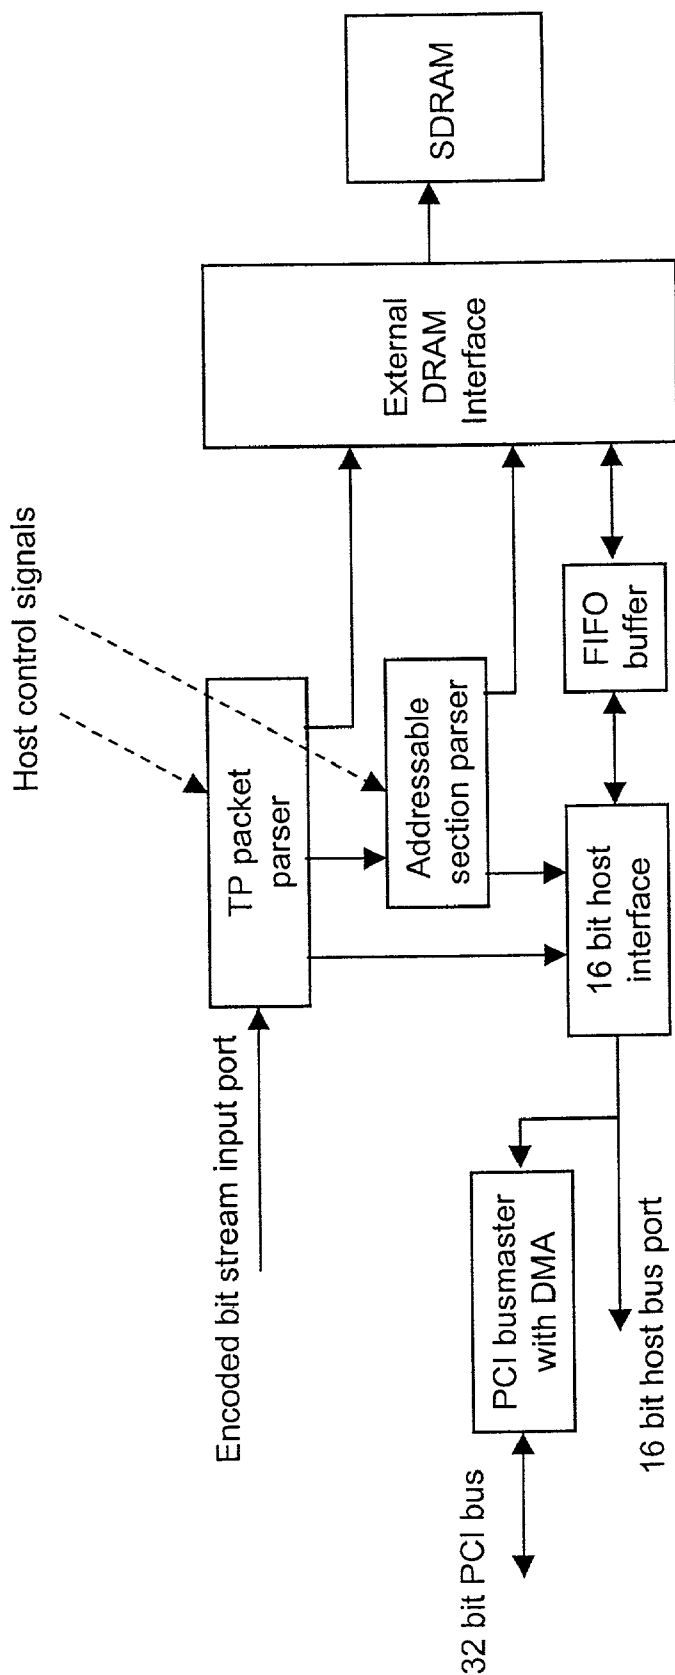 Host control signals
Encoded bit stream input port
TP packet
parser
Addressable
section parser
External
DRAM
Interface
SDRAM
32 bit PCI bus
PCI busmaster
with DMA
16 bit host bus port
16 bit host
interface
FIFO
buffer